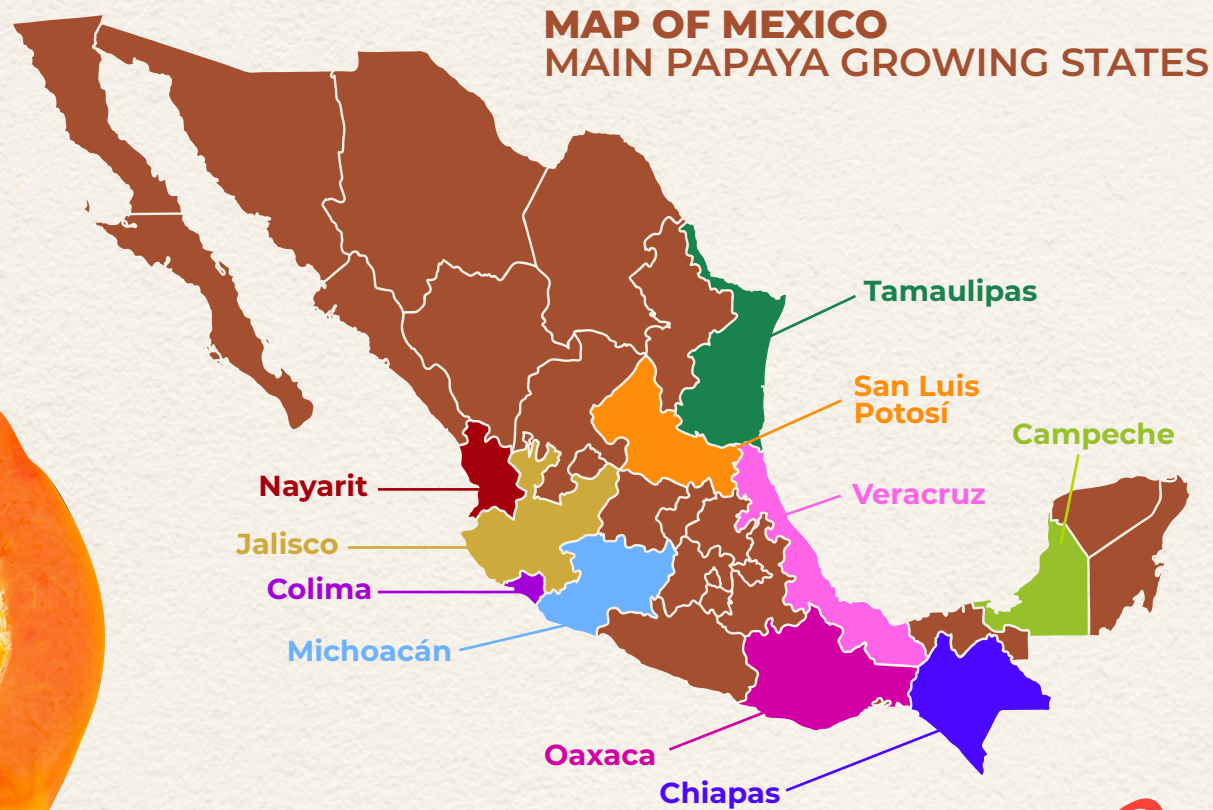 MAP OF MEXICO
MAIN PAPAYA GROWING STATES
Tamaulipas
San Luis
Potosí
Campeche
Nayarit
Veracruz
Jalisco
Colima
Michoacán
Oaxaca
Chiapas